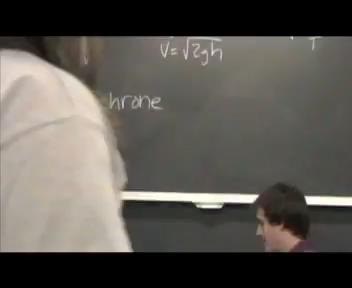 V = √2gh
T
hrone